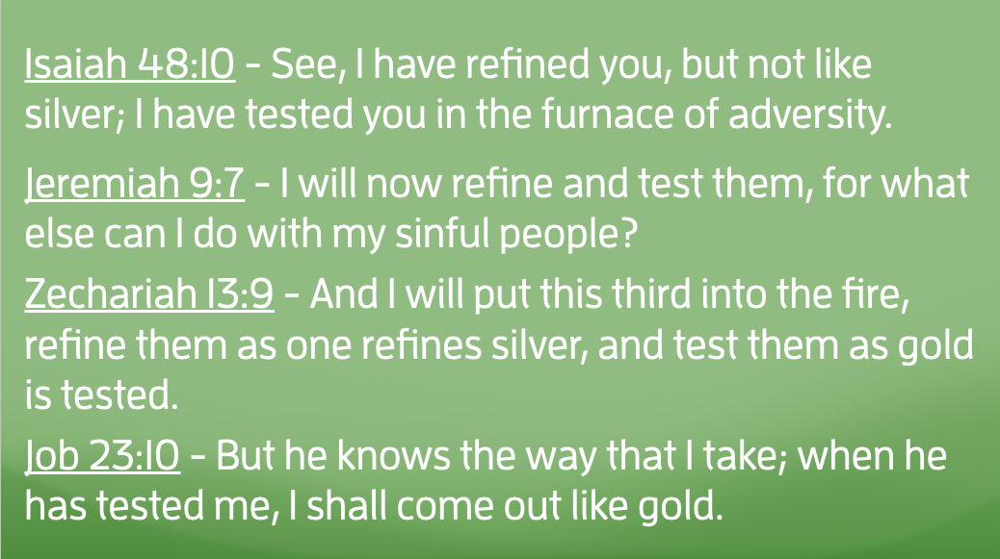 Isaiah 48:10 – See, I have refined you, but not like
silver; I have tested you in the furnace of adversity.
Jeremiah 9:7 – I will now refine and test them, for what
else can I do with my sinful people?
Zechariah 13:9 – And I will put this third into the fire,
refine them as one refines silver, and test them as gold
is tested.
Job 23:10 – But he knows the way that I take; when he
has tested me, I shall come out like gold.